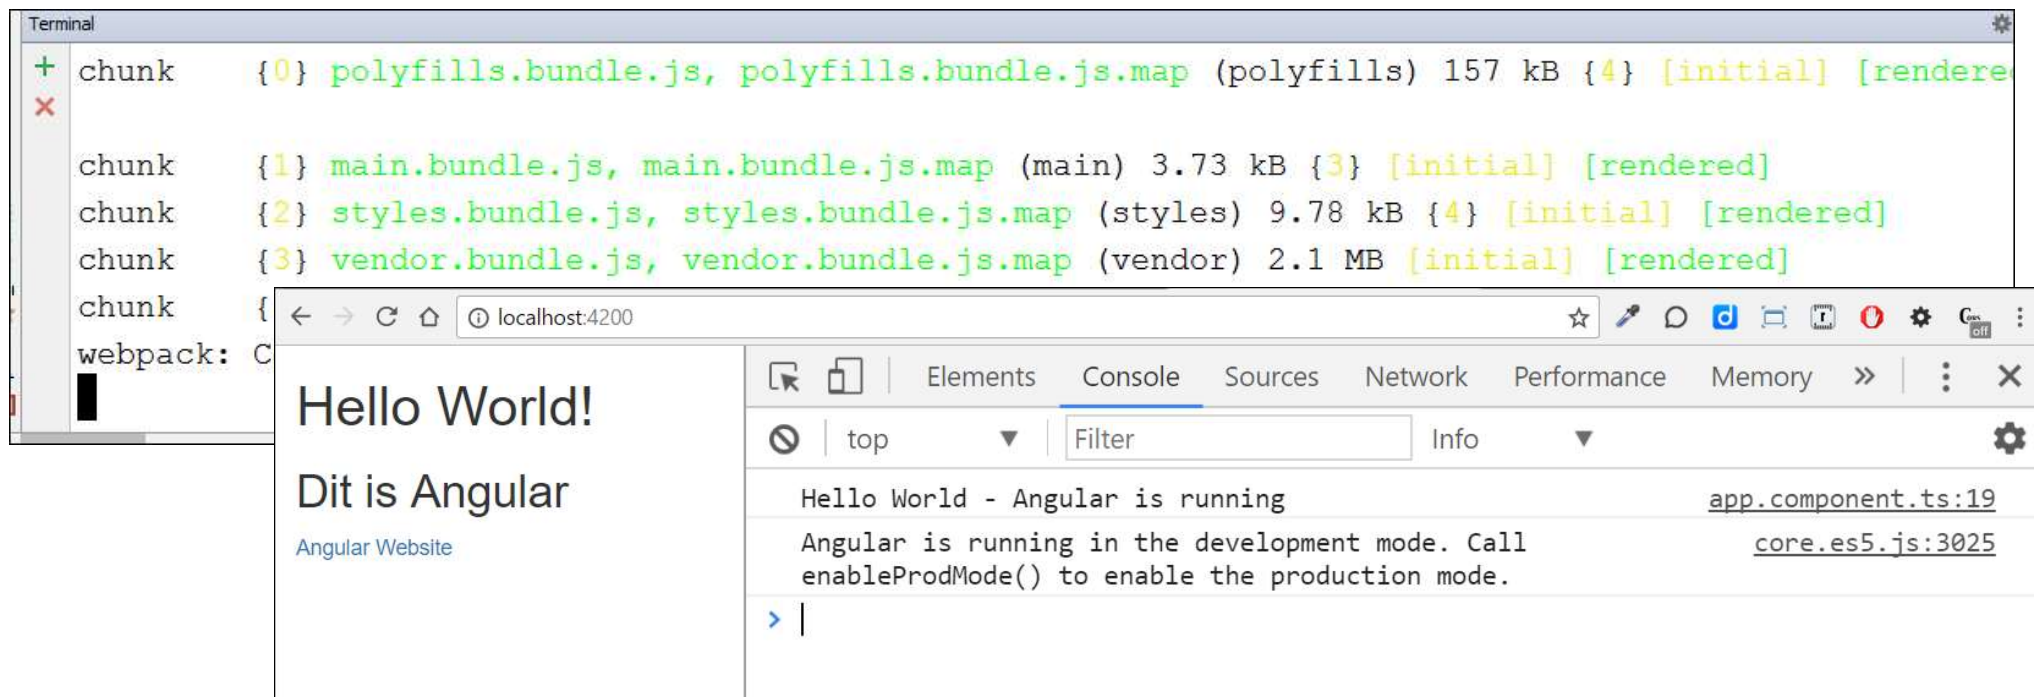 Terminal
chunk {0} polyfills.bundle.js, polyfills.bundle.js.map (polyfills) 157 kB {4} [initial] [rendere
chunk {1} main.bundle.js, main.bundle.js.map (main) 3.73 kB {3} [initial] [rendered]
chunk {2} styles.bundle.js, styles.bundle.js.map (styles) 9.78 kB {4} [initial] [rendered]
chunk {3} vendor.bundle.js, vendor.bundle.js.map (vendor) 2.1 MB [initial] [rendered]
chunk {
webpack: C
localhost:4200
off
Hello World!
Dit is Angular
Angular Website
Elements Console Sources Network Performance Memory
top Filter Info
Hello World - Angular is running app.component.ts:19
Angular is running in the development mode. Call core.es5.js:3025
enableProdMode() to enable the production mode.